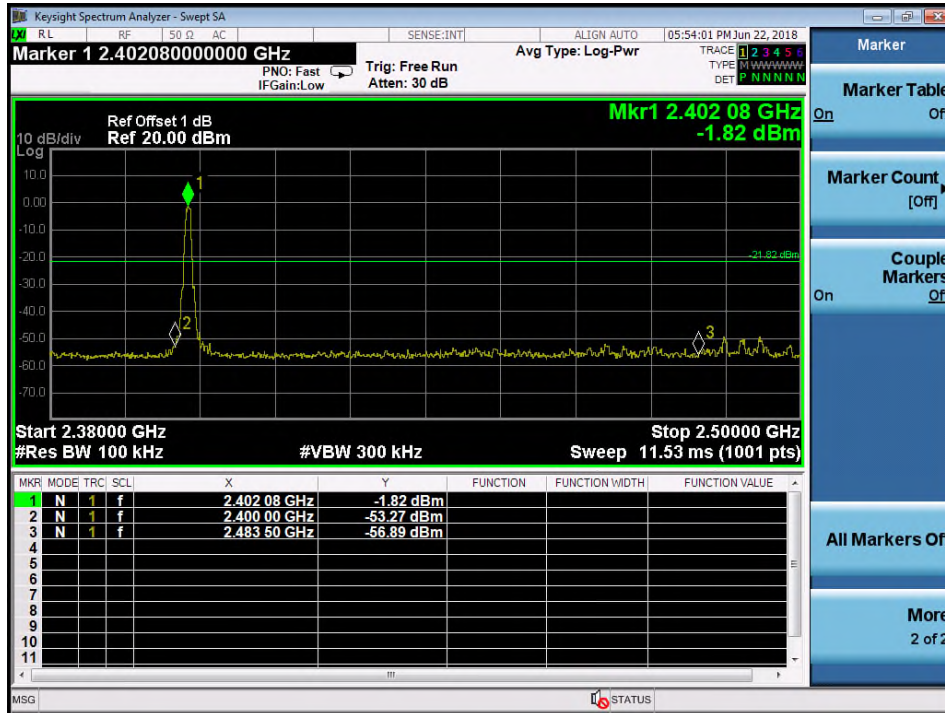 Keysight Spectrum Analyzer - Swept SA
LXI RL RF 50 Ω AC SENSE:INT ALIGN AUTO 05:54:01 PM Jun 22, 2018
Marker 1 2.402080000000 GHz
PNO: Fast
IFGain:Low
Trig: Free Run
Atten: 30 dB
Avg Type: Log-Pwr
TRACE 1 2 3 4 5 6
TYPE M WWWWW
DET P N N N N N
Mkr1 2.402 08 GHz
-1.82 dBm
Ref Offset 1 dB
Ref 20.00 dBm
10 dB/div
Log
10.0
0.00
-10.0
-20.0
-30.0
-40.0
-50.0
-60.0
-70.0
1
2
3
-21.82 dBm
Start 2.38000 GHz
Stop 2.50000 GHz
#Res BW 100 kHz
#VBW 300 kHz
Sweep 11.53 ms (1001 pts)
MKR MODE TRC SCL X Y FUNCTION FUNCTION WIDTH FUNCTION VALUE
1 N 1 f 2.402 08 GHz -1.82 dBm
2 N 1 f 2.400 00 GHz -53.27 dBm
3 N 1 f 2.483 50 GHz -56.89 dBm
4
5
6
7
8
9
10
11
MSG
STATUS
Marker
Marker Table
On Of
Marker Count
[Off]
Couple
Markers
On Of
All Markers Of
More
2 of 2